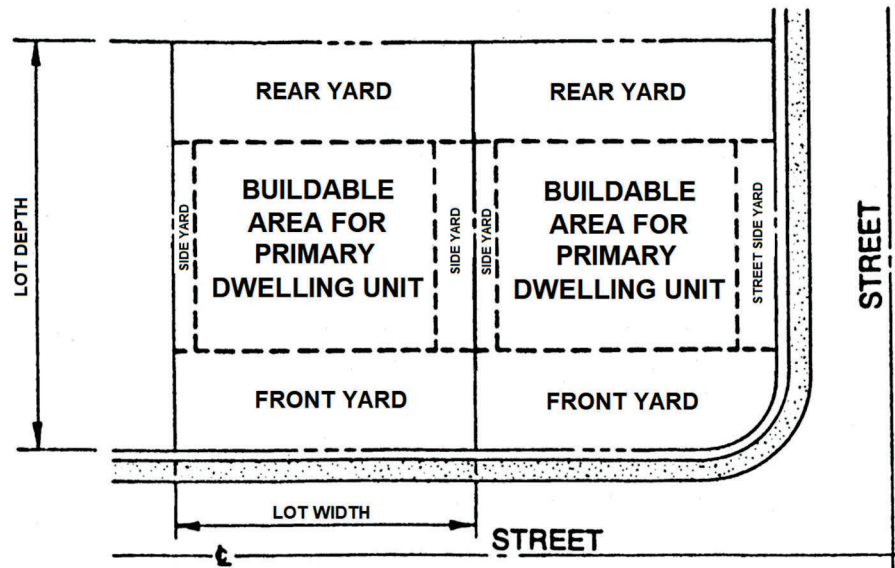 REAR YARD
REAR YARD
LOT DEPTH
SIDE YARD
BUILDABLE
AREA FOR
PRIMARY
DWELLING UNIT
SIDE YARD
SIDE YARD
BUILDABLE
AREA FOR
PRIMARY
DWELLING UNIT
STREET SIDE YARD
STREET
FRONT YARD
FRONT YARD
LOT WIDTH
STREET
℄